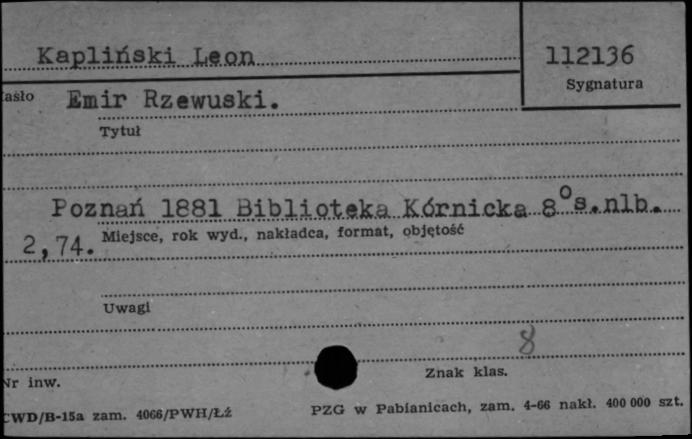 Kapliński Leon
112136
Sygnatura
asło Emir Rzewuski.
Tytuł
Poznań 1881 Biblioteka Kórnicka 8° s.nlb.
2,74. Miejsce, rok wyd., nakładca, format, objętość
Uwagi
8
Nr inw.
Znak klas.
CWD/B-15a zam. 4066/PWH/Łź
PZG w Pabianicach, zam. 4-66 nakł. 400 000 szt.